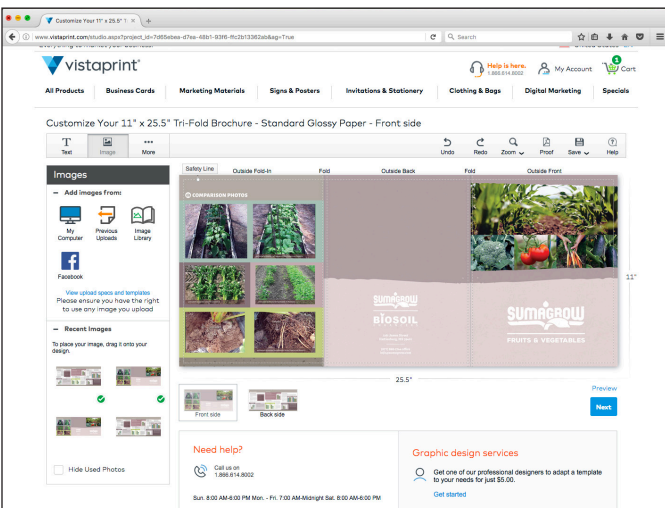 Customize Your 11" x 25.5" T
www.vistaprint.com/studio.aspx?project_id=7d65ebea-d7ee-48b1-93f6-ffc2b13362ab&ag=True
Search
vistaprint
Help is here.
1.866.614.8002
My Account
1
Cart
All Products
Business Cards
Marketing Materials
Signs & Posters
Invitations & Stationery
Clothing & Bags
Digital Marketing
Specials
Customize Your 11" x 25.5" Tri-Fold Brochure - Standard Glossy Paper - Front side
Text
Image
More
Undo
Redo
Zoom
Proof
Save
Help
Images
Safety Line
Outside Fold-In
Fold
Outside Back
Fold
Outside Front
Add images from:
COMPARISON PHOTOS
My Computer
Previous Uploads
Image Library
Facebook
View upload specs and templates
Please ensure you have the right
to use any image you upload
11"
SUMAGROW
BIOSOIL
SUMAGROW
FRUITS & VEGETABLES
Recent Images
To place your image, drag it onto your
design.
25.5"
Front side
Back side
Preview
Next
Hide Used Photos
Need help?
Call us on
1.866.614.8002
Sun. 8:00 AM-6:00 PM Mon. - Fri. 7:00 AM-Midnight Sat. 8:00 AM-6:00 PM
Graphic design services
Get one of our professional designers to adapt a template
to your needs for just $5.00.
Get started